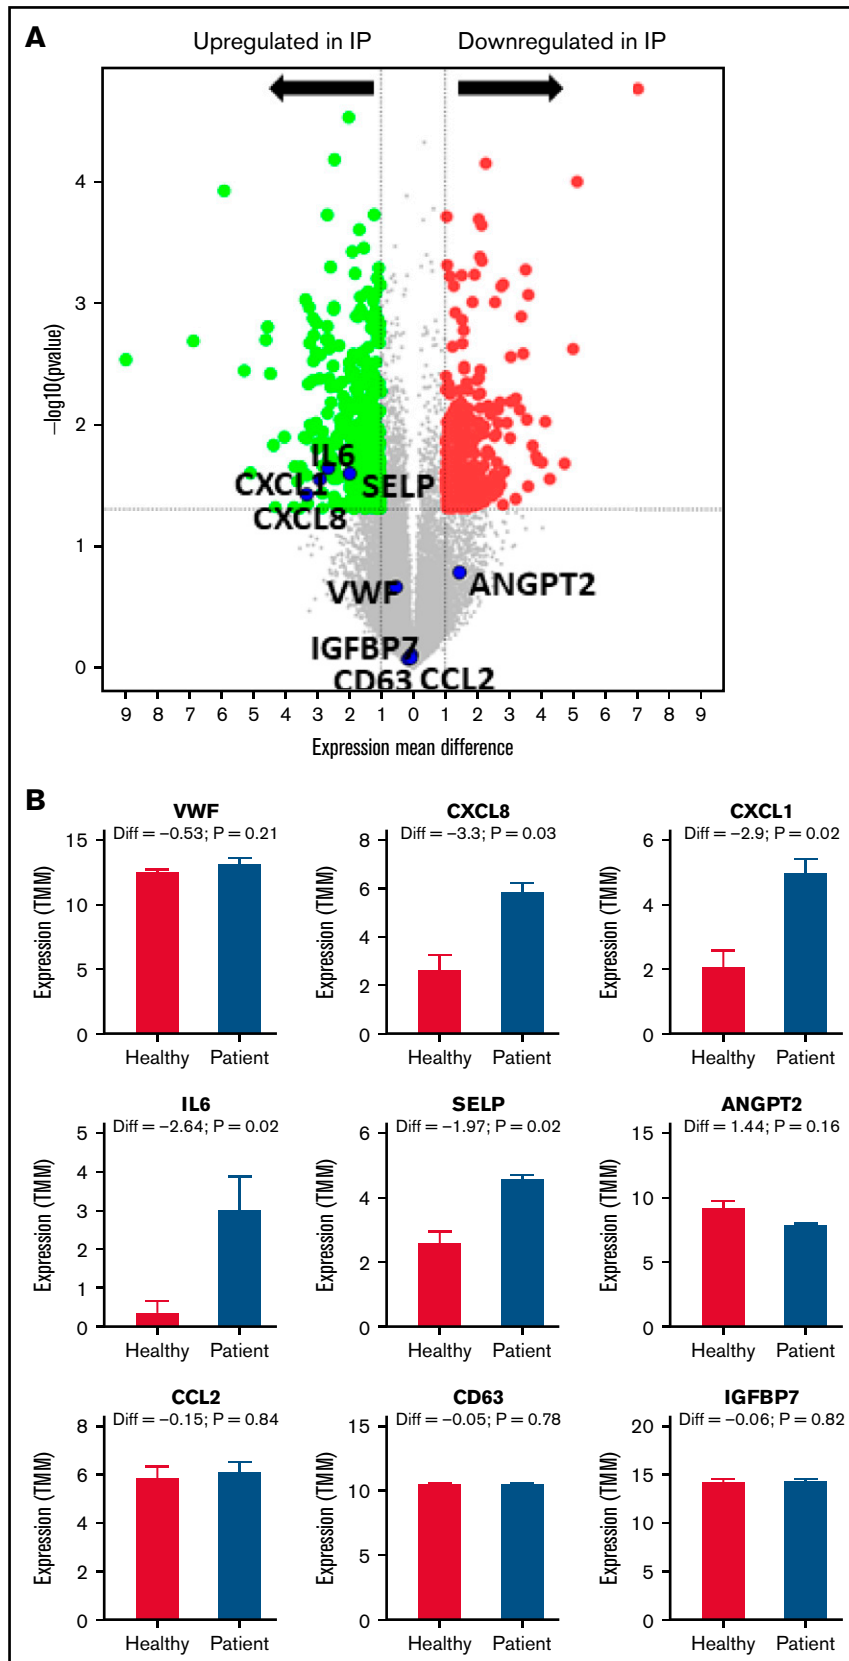 A
Upregulated in IP
Downregulated in IP
−log10(pvalue)
4
3
2
1
0
IL6
CXCL1
SELP
CXCL8
VWF
ANGPT2
IGFBP7
CD63
CCL2
9 8 7 6 5 4 3 2 1 0 1 2 3 4 5 6 7 8 9
Expression mean difference
B
VWF
Diff = −0.53; P = 0.21
Expression (TMM)
15
10
5
0
Healthy Patient
CXCL8
Diff = −3.3; P = 0.03
Expression (TMM)
8
6
4
2
0
Healthy Patient
CXCL1
Diff = −2.9; P = 0.02
Expression (TMM)
6
4
2
0
Healthy Patient
IL6
Diff = −2.64; P = 0.02
Expression (TMM)
5
4
3
2
1
0
Healthy Patient
SELP
Diff = −1.97; P = 0.02
Expression (TMM)
6
4
2
0
Healthy Patient
ANGPT2
Diff = 1.44; P = 0.16
Expression (TMM)
15
10
5
0
Healthy Patient
CCL2
Diff = −0.15; P = 0.84
Expression (TMM)
8
6
4
2
0
Healthy Patient
CD63
Diff = −0.05; P = 0.78
Expression (TMM)
15
10
5
0
Healthy Patient
IGFBP7
Diff = −0.06; P = 0.82
Expression (TMM)
20
15
10
5
0
Healthy Patient